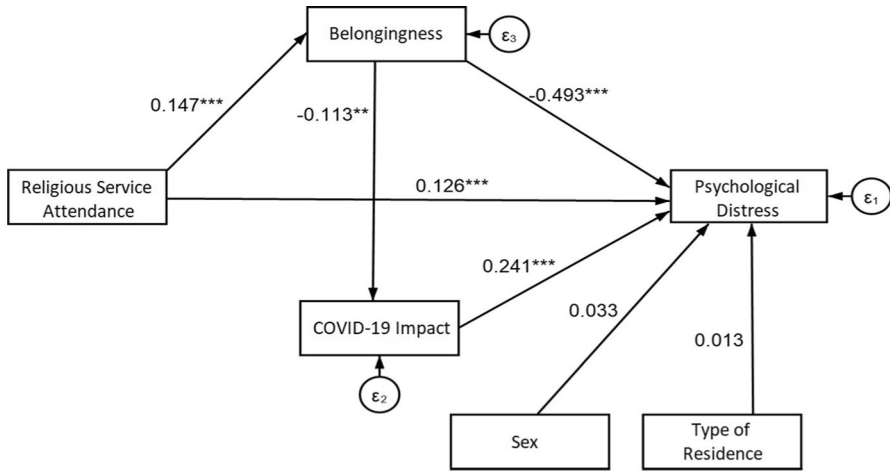 Belongingness
ε₃
0.147***
-0.113**
-0.493***
Religious Service
Attendance
0.126***
Psychological
Distress
ε₁
0.241***
COVID-19 Impact
0.033
0.013
ε₂
Sex
Type of
Residence